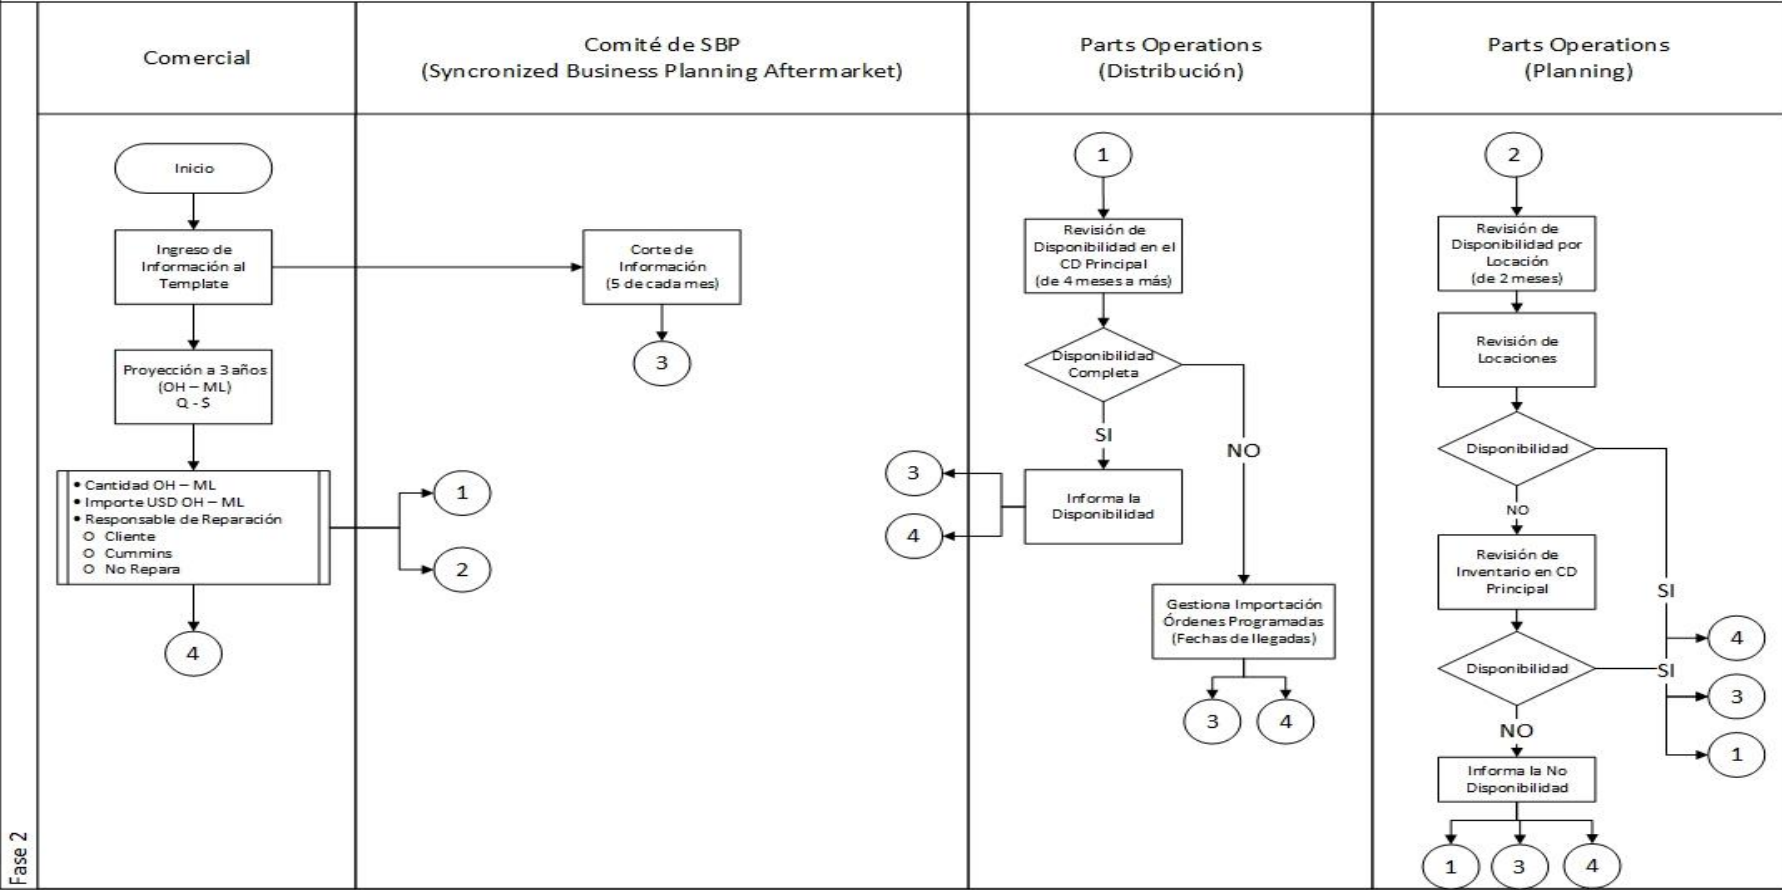 Comercial
Comité de SBP
(Syncronized Business Planning Aftermarket)
Parts Operations
(Distribución)
Parts Operations
(Planning)
Fase 2
Inicio
Ingreso de
Información al
Template
Proyección a 3 años
(OH – ML)
Q - $
• Cantidad OH – ML
• Importe USD OH – ML
• Responsable de Reparación
O Cliente
O Cummins
O No Repara
4
1
2
Corte de
Información
(5 de cada mes)
3
1
Revisión de
Disponibilidad en el
CD Principal
(de 4 meses a más)
Disponibilidad
Completa
SI
NO
Informa la
Disponibilidad
3
4
Gestiona Importación
Órdenes Programadas
(Fechas de llegadas)
3
4
2
Revisión de
Disponibilidad por
Locación
(de 2 meses)
Revisión de
Locaciones
Disponibilidad
NO
SI
Revisión de
Inventario en CD
Principal
Disponibilidad
SI
4
3
1
NO
Informa la No
Disponibilidad
1
3
4